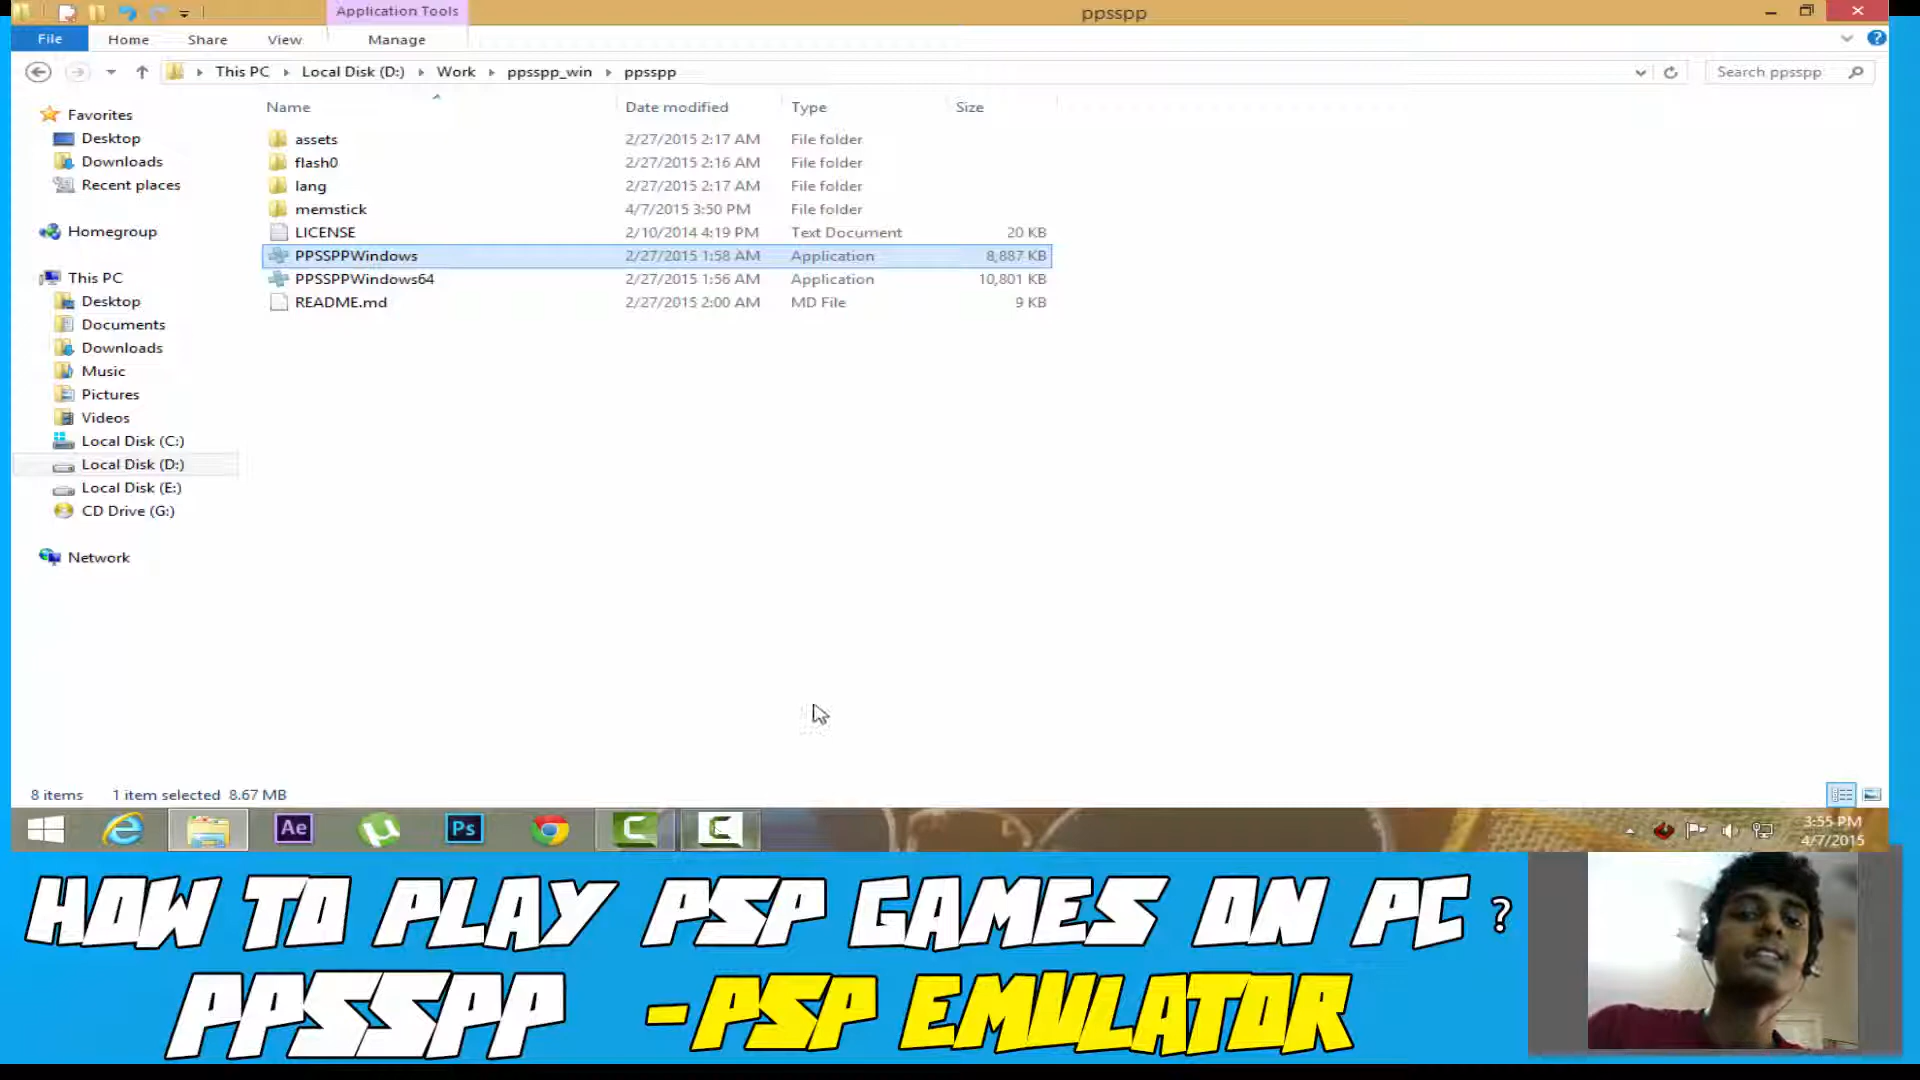 Application Tools
ppsspp
File Home Share View Manage
This PC Local Disk (D:) Work ppsspp_win ppsspp
Search ppsspp
Name Date modified Type Size
Favorites
Desktop
Downloads
Recent places
Homegroup
This PC
Desktop
Documents
Downloads
Music
Pictures
Videos
Local Disk (C:)
Local Disk (D:)
Local Disk (E:)
CD Drive (G:)
Network
assets 2/27/2015 2:17 AM File folder
flash0 2/27/2015 2:16 AM File folder
lang 2/27/2015 2:17 AM File folder
memstick 4/7/2015 3:50 PM File folder
LICENSE 2/10/2014 4:19 PM Text Document 20 KB
PPSSPPWindows 2/27/2015 1:58 AM Application 8,887 KB
PPSSPPWindows64 2/27/2015 1:56 AM Application 10,801 KB
README.md 2/27/2015 2:00 AM MD File 9 KB
8 items 1 item selected 8.67 MB
Ae
Ps
3:55 PM
4/7/2015
HOW TO PLAY PSP GAMES ON PC ?
PPSSPP -PSP EMULATOR